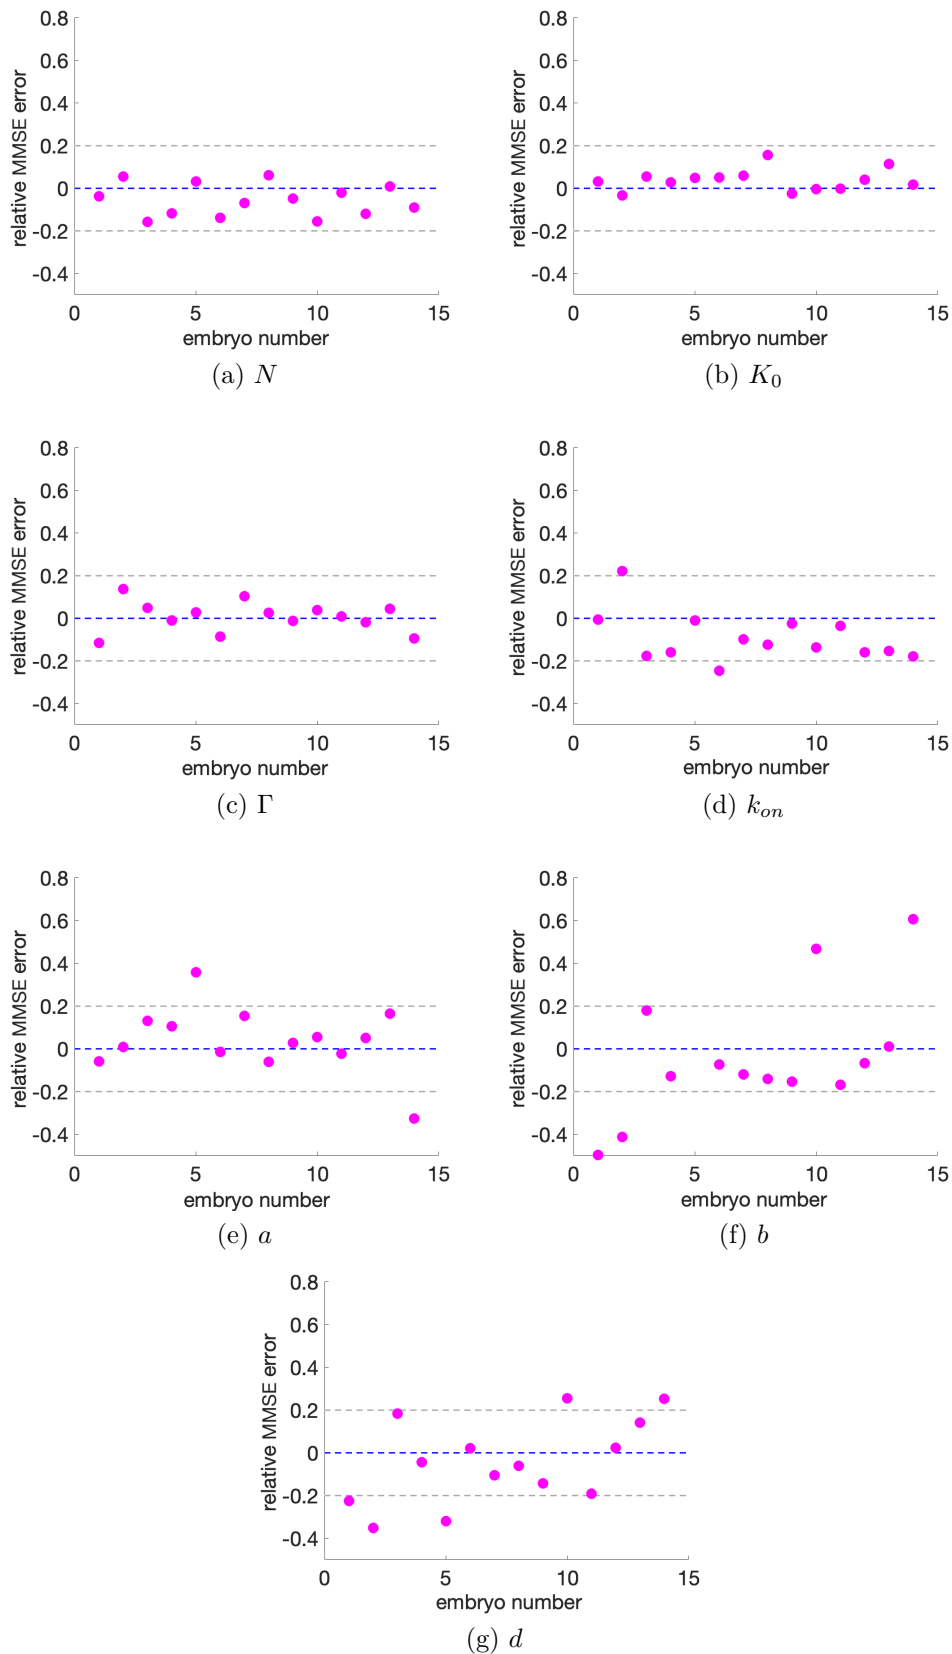 0.8 0.8
0.6 0.6
0.4 0.4
0.2 0.2
0 0
-0.2 -0.2
-0.4 -0.4
relative MMSE error relative MMSE error
0 5 10 15 0 5 10 15
embryo number embryo number
(a) N (b) K₀
0.8 0.8
0.6 0.6
0.4 0.4
0.2 0.2
0 0
-0.2 -0.2
-0.4 -0.4
relative MMSE error relative MMSE error
0 5 10 15 0 5 10 15
embryo number embryo number
(c) Γ (d) kₒₙ
0.8 0.8
0.6 0.6
0.4 0.4
0.2 0.2
0 0
-0.2 -0.2
-0.4 -0.4
relative MMSE error relative MMSE error
0 5 10 15 0 5 10 15
embryo number embryo number
(e) a (f) b
0.8
0.6
0.4
0.2
0
-0.2
-0.4
relative MMSE error
0 5 10 15
embryo number
(g) d